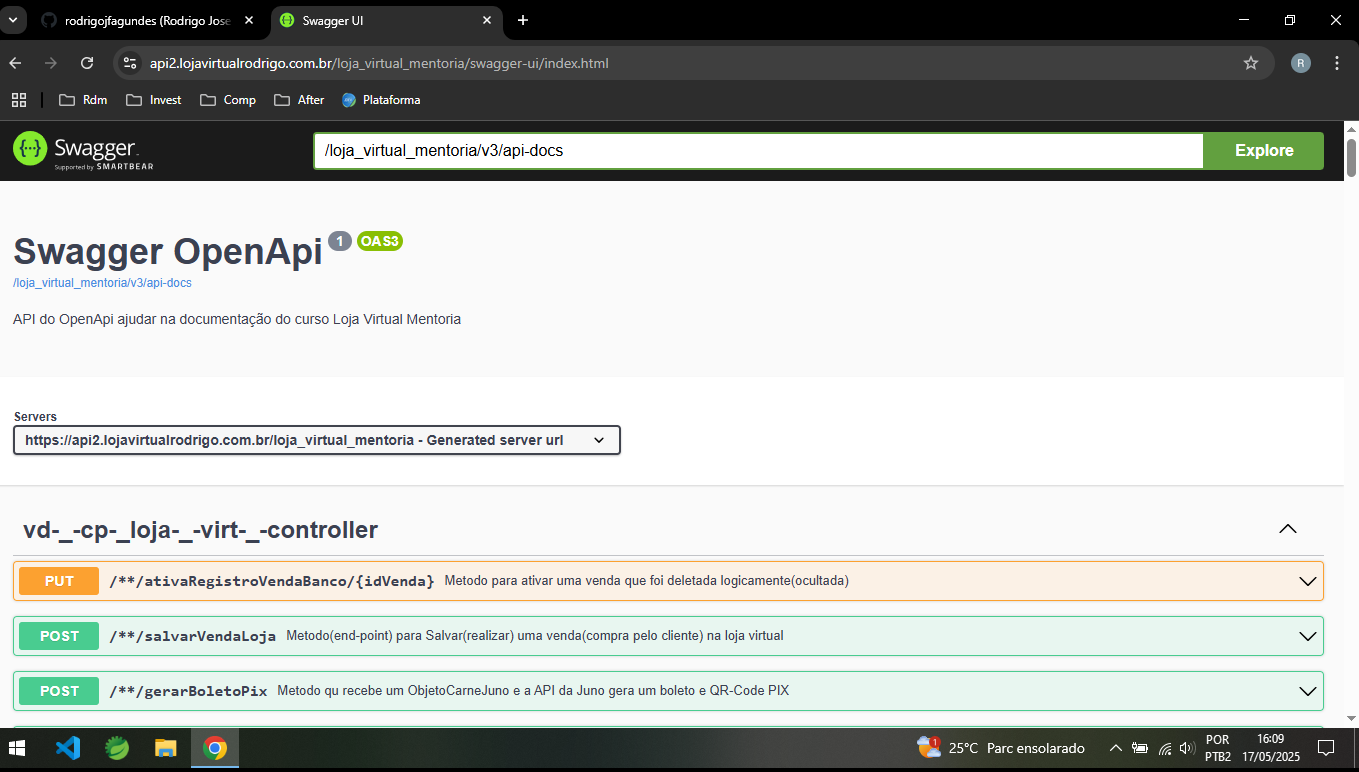 rodrigojfagundes (Rodrigo Jose
Swagger UI
api2.lojavirtualrodrigo.com.br/loja_virtual_mentoria/swagger-ui/index.html
R
Rdm
Invest
Comp
After
Plataforma
Swagger
Supported by SMARTBEAR
/loja_virtual_mentoria/v3/api-docs
Explore
Swagger OpenApi 1 OAS3
/loja_virtual_mentoria/v3/api-docs
API do OpenApi ajudar na documentação do curso Loja Virtual Mentoria
Servers
https://api2.lojavirtualrodrigo.com.br/loja_virtual_mentoria - Generated server url
vd-_-cp-_loja-_-virt-_-controller
PUT /**/ativaRegistroVendaBanco/{idVenda} Metodo para ativar uma venda que foi deletada logicamente(ocultada)
POST /**/salvarVendaLoja Metodo(end-point) para Salvar(realizar) uma venda(compra pelo cliente) na loja virtual
POST /**/gerarBoletoPix Metodo qu recebe um ObjetoCarneJuno e a API da Juno gera um boleto e QR-Code PIX
1
25°C Parc ensolarado
POR
PTB2
16:09
17/05/2025